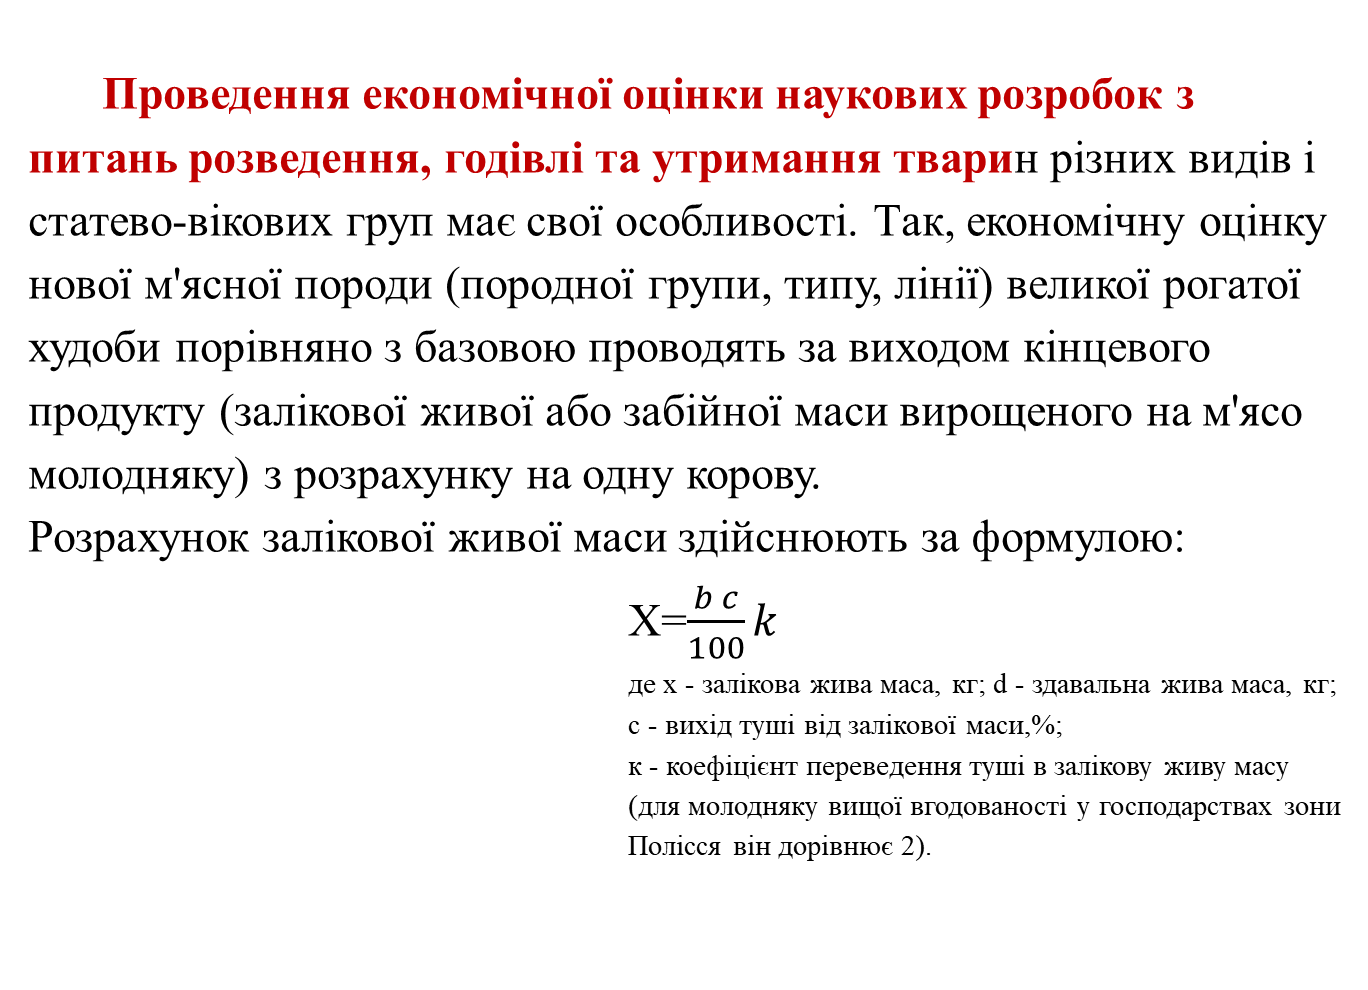 Проведення економічної оцінки наукових розробок з
питань розведення, годівлі та утримання тварин різних видів і
статево-вікових груп має свої особливості. Так, економічну оцінку
нової м'ясної породи (породної групи, типу, лінії) великої рогатої
худоби порівняно з базовою проводять за виходом кінцевого
продукту (залікової живої або забійної маси вирощеного на м'ясо
молодняку) з розрахунку на одну корову.
Розрахунок залікової живої маси здійснюють за формулою:
X=\frac{b c}{100} k
де х - залікова жива маса, кг; d - здавальна жива маса, кг;
с - вихід туші від залікової маси,%;
к - коефіцієнт переведення туші в залікову живу масу
(для молодняку вищої вгодованості у господарствах зони
Полісся він дорівнює 2).